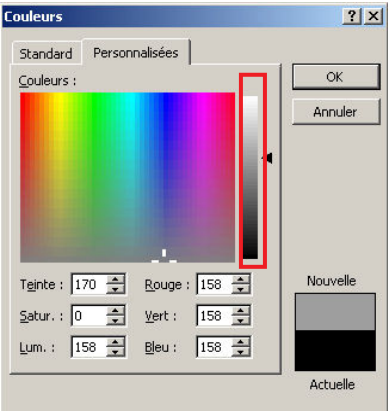 Couleurs
Standard Personnalisées
Couleurs :
OK
Annuler
Teinte : 170 Rouge : 158
Satur. : 0 Vert : 158
Lum. : 158 Bleu : 158
Nouvelle
Actuelle